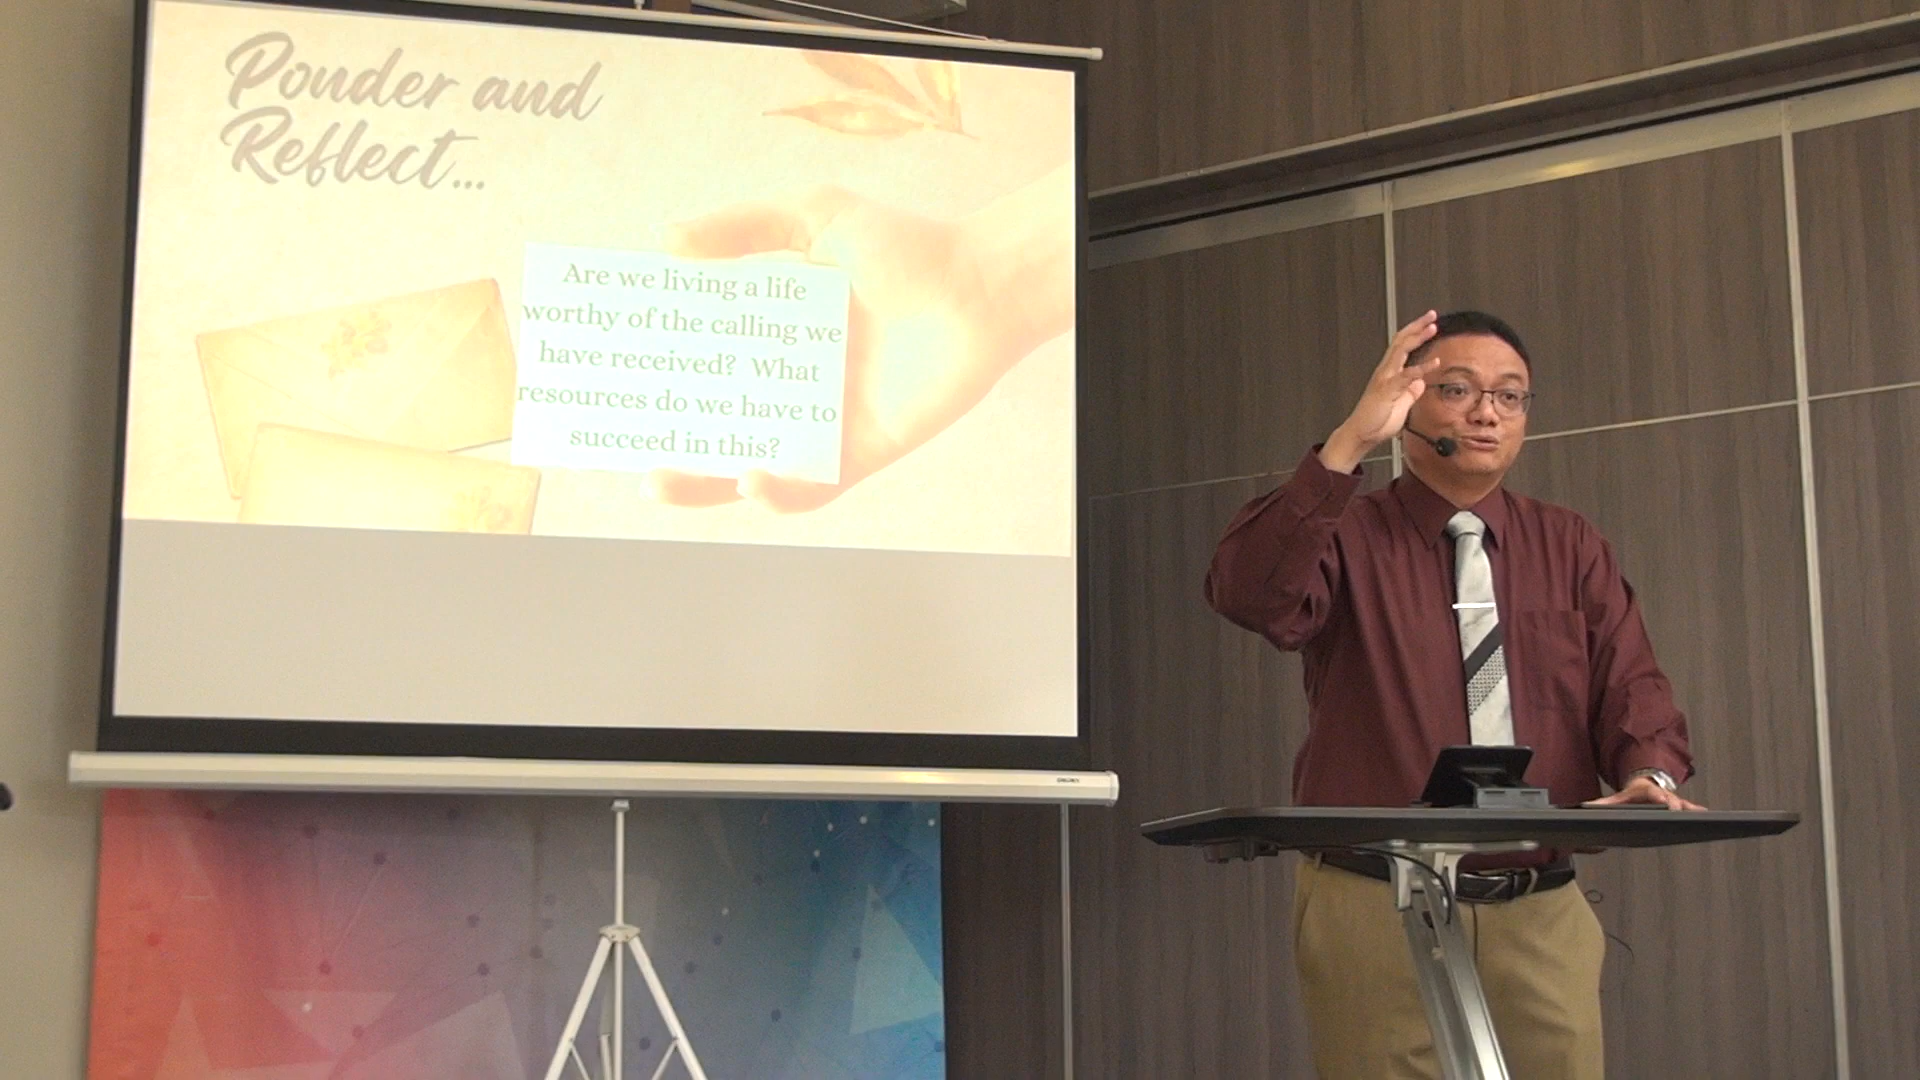 Ponder and
Reflect...
Are we living a life
worthy of the calling we
have received? What
resources do we have to
succeed in this?